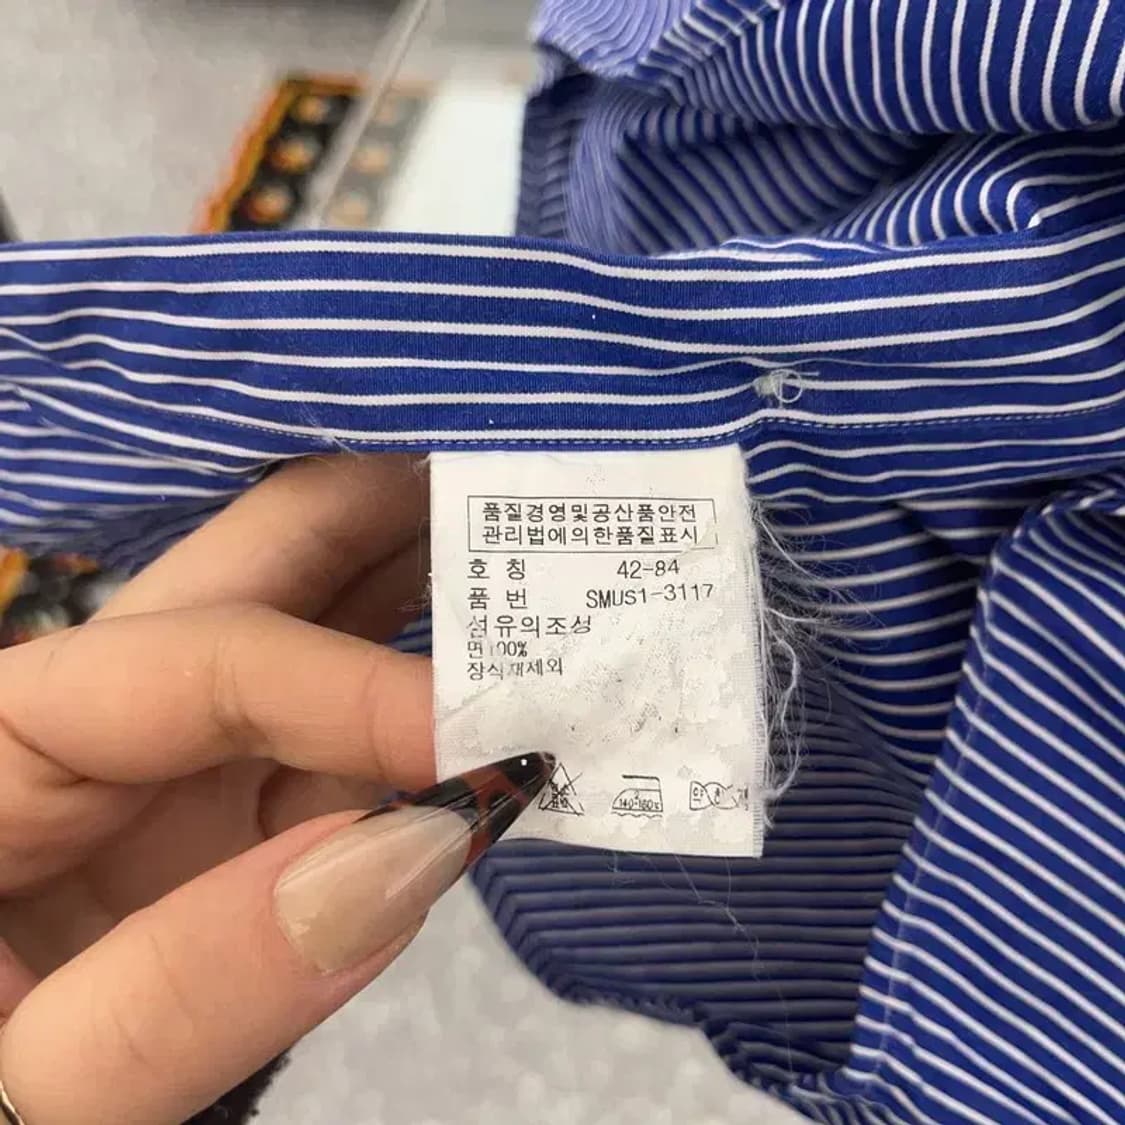 품질경영및공산품안전
관리법에의한품질표시
호 칭 42-84
품 번 SMUS1-3117
섬유의조성
면100%
장식재제외
140~160℃